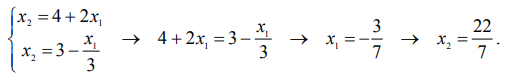 { x₂ = 4 + 2x₁
x₂ = 3 − x₁/3 → 4 + 2x₁ = 3 − x₁/3 → x₁ = −3/7 → x₂ = 22/7.